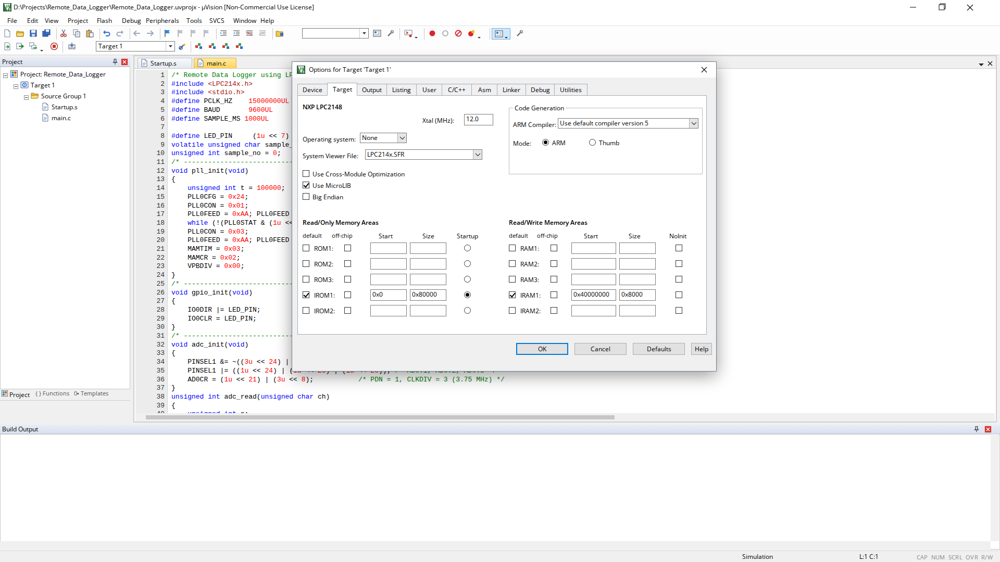 D:\Projects\Remote_Data_Logger\Remote_Data_Logger.uvprojx - µVision [Non-Commercial Use License]
File Edit View Project Flash Debug Peripherals Tools SVCS Window Help
Target 1
Project
Project: Remote_Data_Logger
Target 1
Source Group 1
Startup.s
main.c
Project { } Functions 0 Templates
Startup.s main.c
1 /* Remote Data Logger using LP
2 #include <LPC214x.h>
3 #include <stdio.h>
4 #define PCLK_HZ 15000000UL
5 #define BAUD 9600UL
6 #define SAMPLE_MS 1000UL
7
8 #define LED_PIN (1u << 7)
9 volatile unsigned char sample_
10 unsigned int sample_no = 0;
11 /* ---------------------------
12 void pll_init(void)
13 {
14 unsigned int t = 100000;
15 PLL0CFG = 0x24;
16 PLL0CON = 0x01;
17 PLL0FEED = 0xAA; PLL0FEED
18 while (!(PLL0STAT & (1u <<
19 PLL0CON = 0x03;
20 PLL0FEED = 0xAA; PLL0FEED
21 MAMTIM = 0x03;
22 MAMCR = 0x02;
23 VPBDIV = 0x00;
24 }
25 /* ---------------------------
26 void gpio_init(void)
27 {
28 IO0DIR |= LED_PIN;
29 IO0CLR = LED_PIN;
30 }
31 /* ---------------------------
32 void adc_init(void)
33 {
34 PINSEL1 &= ~((3u << 24) |
35 PINSEL1 |= ((1u << 24) | (1u << 26) | (1u << 28)); /* AD0.1, AD0.2, AD0.3 */
36 AD0CR = (1u << 21) | (3u << 8); /* PDN = 1, CLKDIV = 3 (3.75 MHz) */
37 }
38 unsigned int adc_read(unsigned char ch)
39 {
40 unsigned int r;
Options for Target 'Target 1'
Device Target Output Listing User C/C++ Asm Linker Debug Utilities
NXP LPC2148
Xtal (MHz): 12.0
Operating system: None
System Viewer File: LPC214x.SFR
Use Cross-Module Optimization
Use MicroLIB
Big Endian
Code Generation
ARM Compiler: Use default compiler version 5
Mode: ARM Thumb
Read/Only Memory Areas
default off-chip Start Size Startup
ROM1:
ROM2:
ROM3:
IROM1: 0x0 0x80000
IROM2:
Read/Write Memory Areas
default off-chip Start Size NoInit
RAM1:
RAM2:
RAM3:
IRAM1: 0x40000000 0x8000
IRAM2:
OK Cancel Defaults Help
Build Output
Simulation L:1 C:1 CAP NUM SCRL OVR R/W